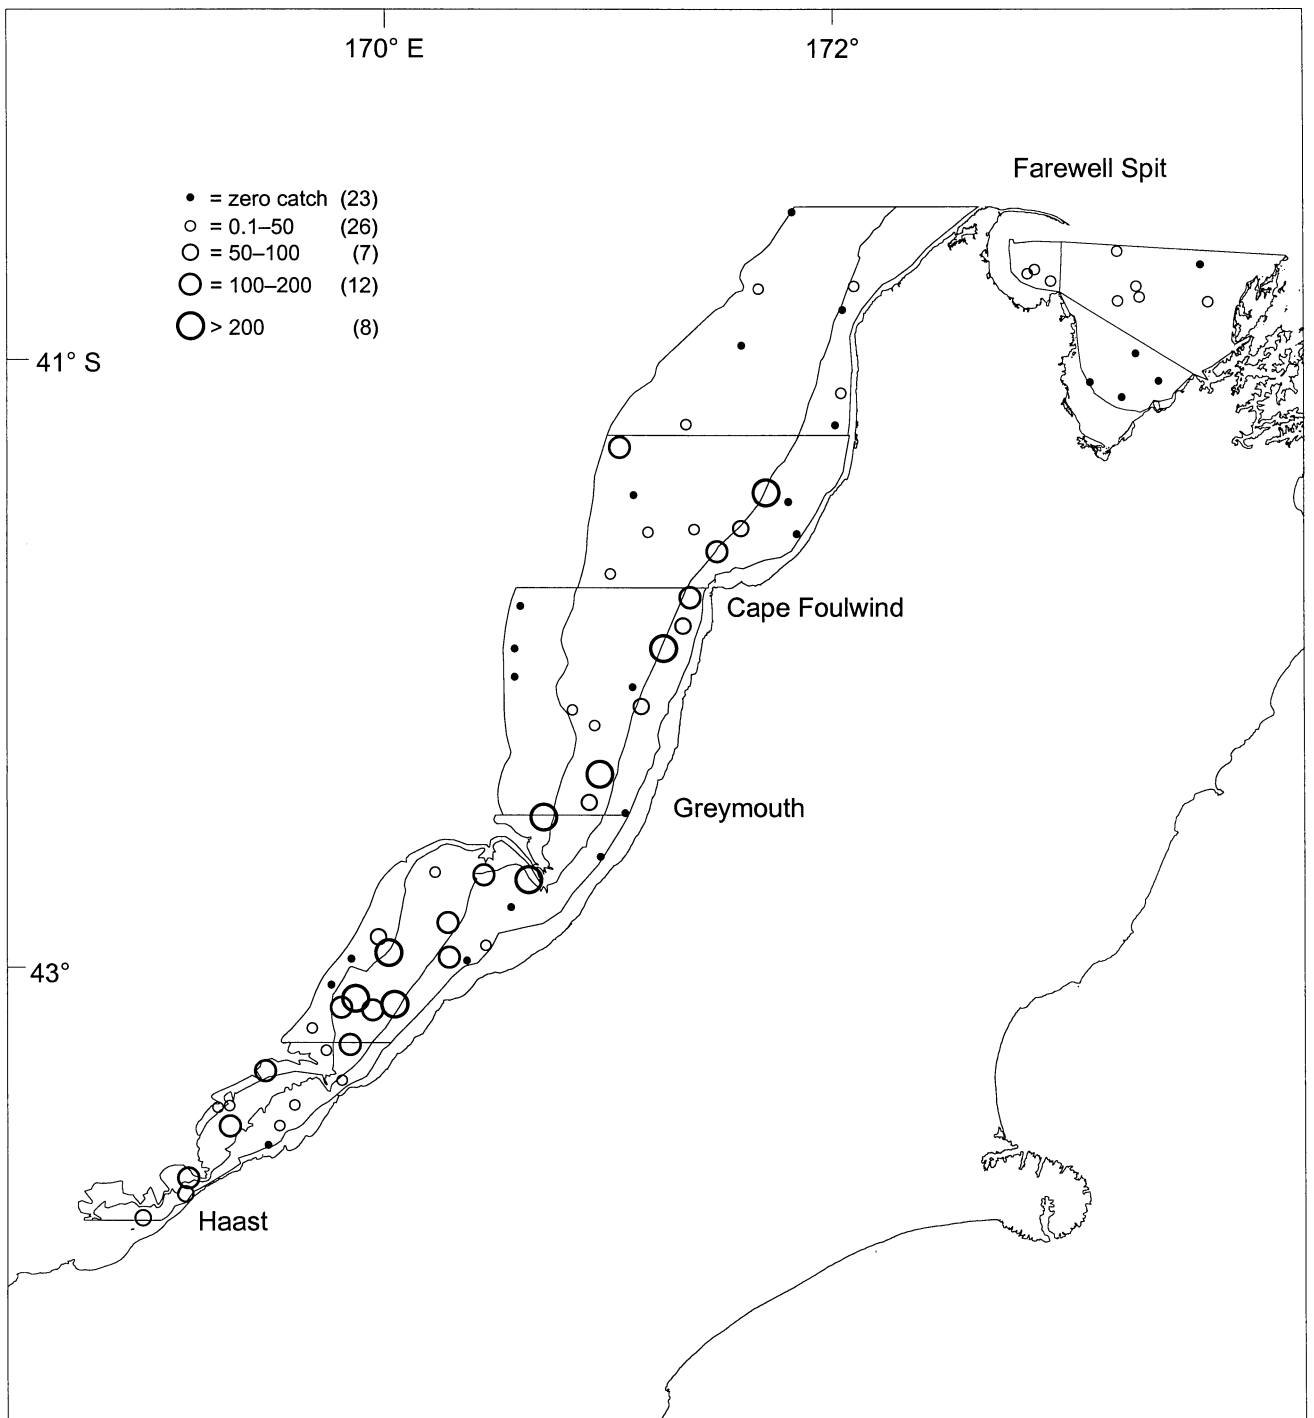 170° E
172°
Farewell Spit
= zero catch (23)
= 0.1–50 (26)
= 50–100 (7)
= 100–200 (12)
> 200 (8)
41° S
Cape Foulwind
Greymouth
43°
Haast